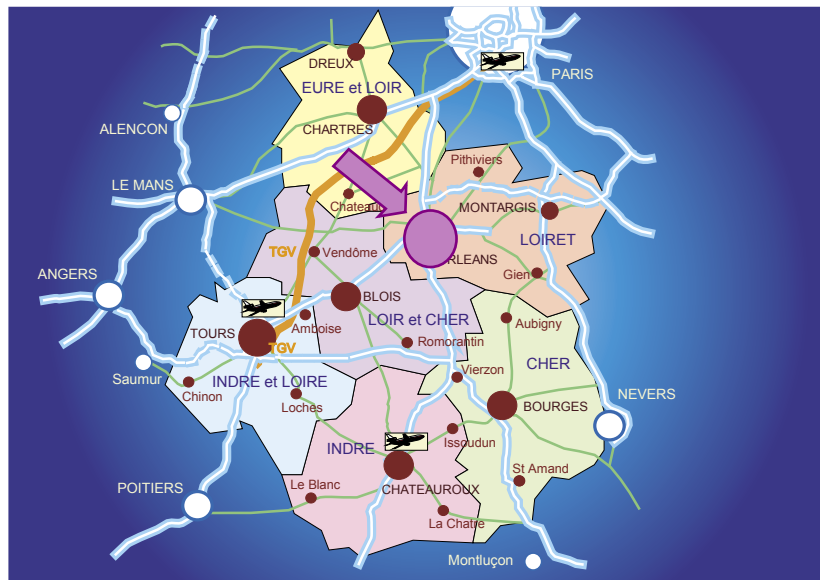 DREUX
PARIS
EURE et LOIR
ALENCON
CHARTRES
Pithiviers
LE MANS
Chateaud
MONTARGIS
LOIRET
TGV
Vendôme
RLEANS
ANGERS
Gien
BLOIS
TOURS
Amboise
LOIR et CHER
Aubigny
TGV
Romorantin
CHER
Saumur
INDRE et LOIRE
Vierzon
Chinon
Loches
NEVERS
BOURGES
INDRE
Issoudun
St Amand
Le Blanc
POITIERS
CHATEAUROUX
La Chatre
Montluçon